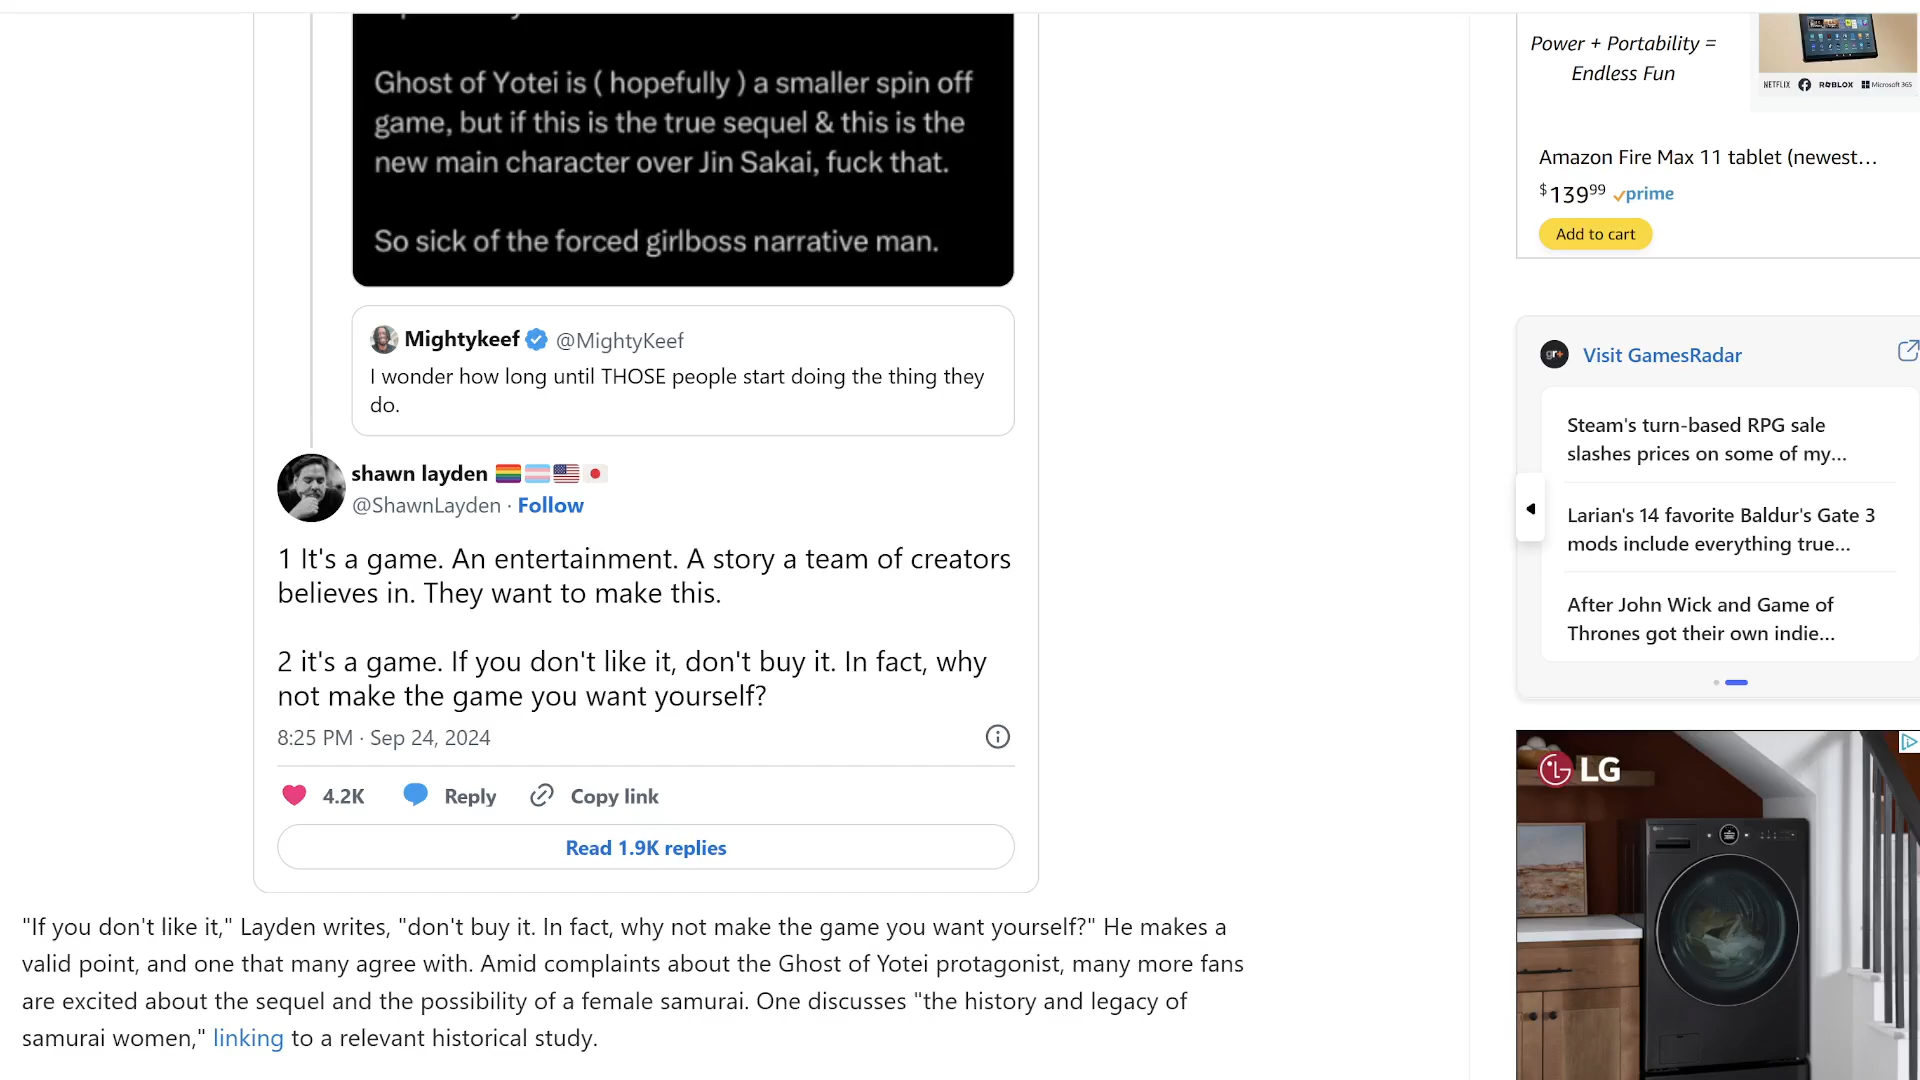 Ghost of Yotei is ( hopefully ) a smaller spin off
game, but if this is the true sequel & this is the
new main character over Jin Sakai, fuck that.
So sick of the forced girlboss narrative man.
Mightykeef @MightyKeef
I wonder how long until THOSE people start doing the thing they
do.
shawn layden
@ShawnLayden · Follow
1 It's a game. An entertainment. A story a team of creators
believes in. They want to make this.
2 it's a game. If you don't like it, don't buy it. In fact, why
not make the game you want yourself?
8:25 PM · Sep 24, 2024
4.2K Reply Copy link
Read 1.9K replies
"If you don't like it," Layden writes, "don't buy it. In fact, why not make the game you want yourself?" He makes a
valid point, and one that many agree with. Amid complaints about the Ghost of Yotei protagonist, many more fans
are excited about the sequel and the possibility of a female samurai. One discusses "the history and legacy of
samurai women," linking to a relevant historical study.
Power + Portability =
Endless Fun
NETFLIX ROBLOX Microsoft 365
Amazon Fire Max 11 tablet (newest...
$139.99 prime
Add to cart
gr+ Visit GamesRadar
Steam's turn-based RPG sale
slashes prices on some of my...
Larian's 14 favorite Baldur's Gate 3
mods include everything true...
After John Wick and Game of
Thrones got their own indie...
LG